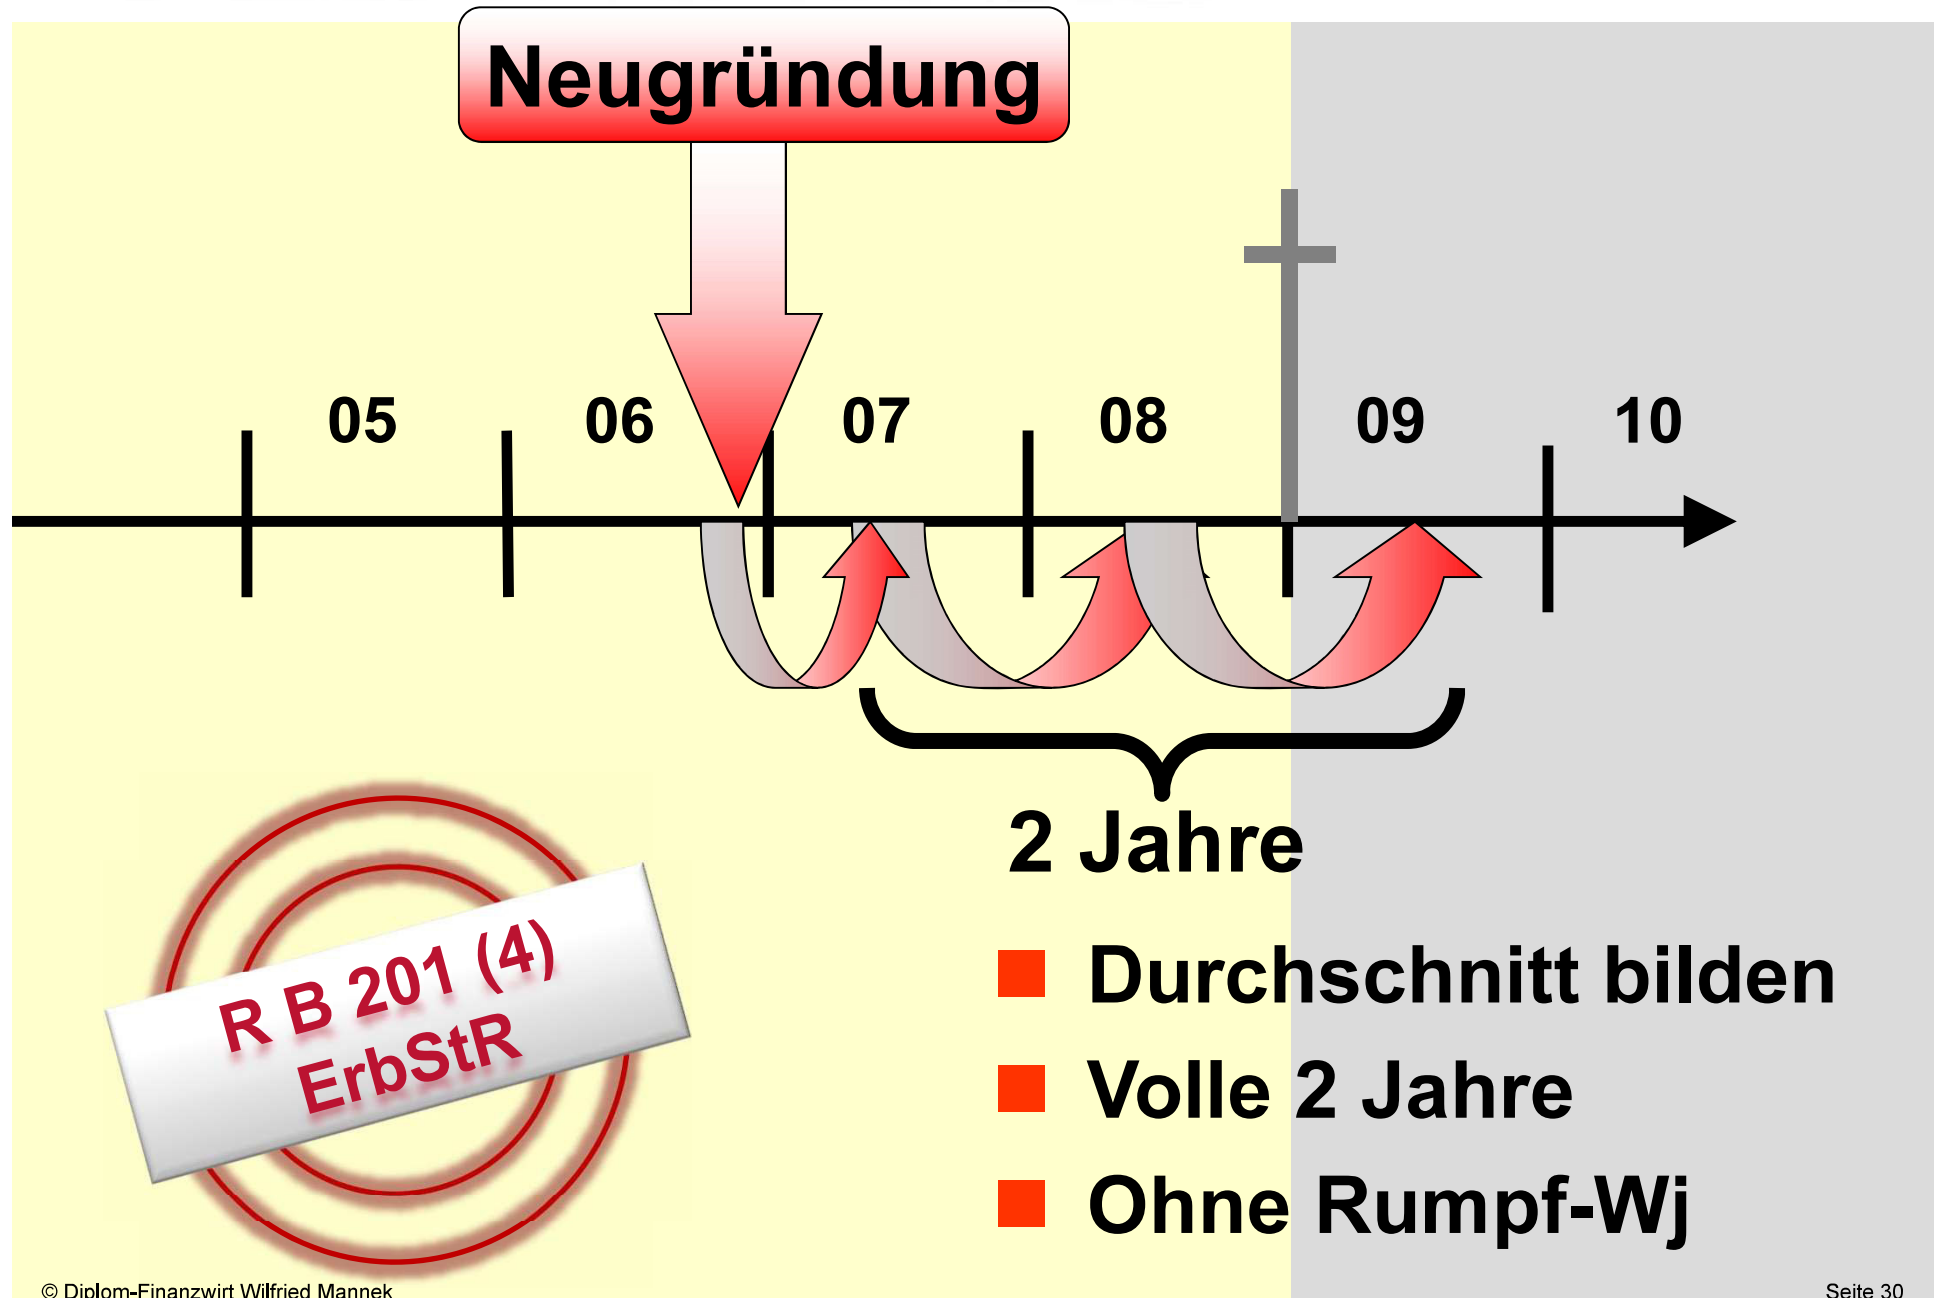 Neugründung
05 06 07 08 09 10
2 Jahre
R B 201 (4)
ErbStR
Durchschnitt bilden
Volle 2 Jahre
Ohne Rumpf-Wj
© Diplom-Finanzwirt Wilfried Mannek
Seite 30